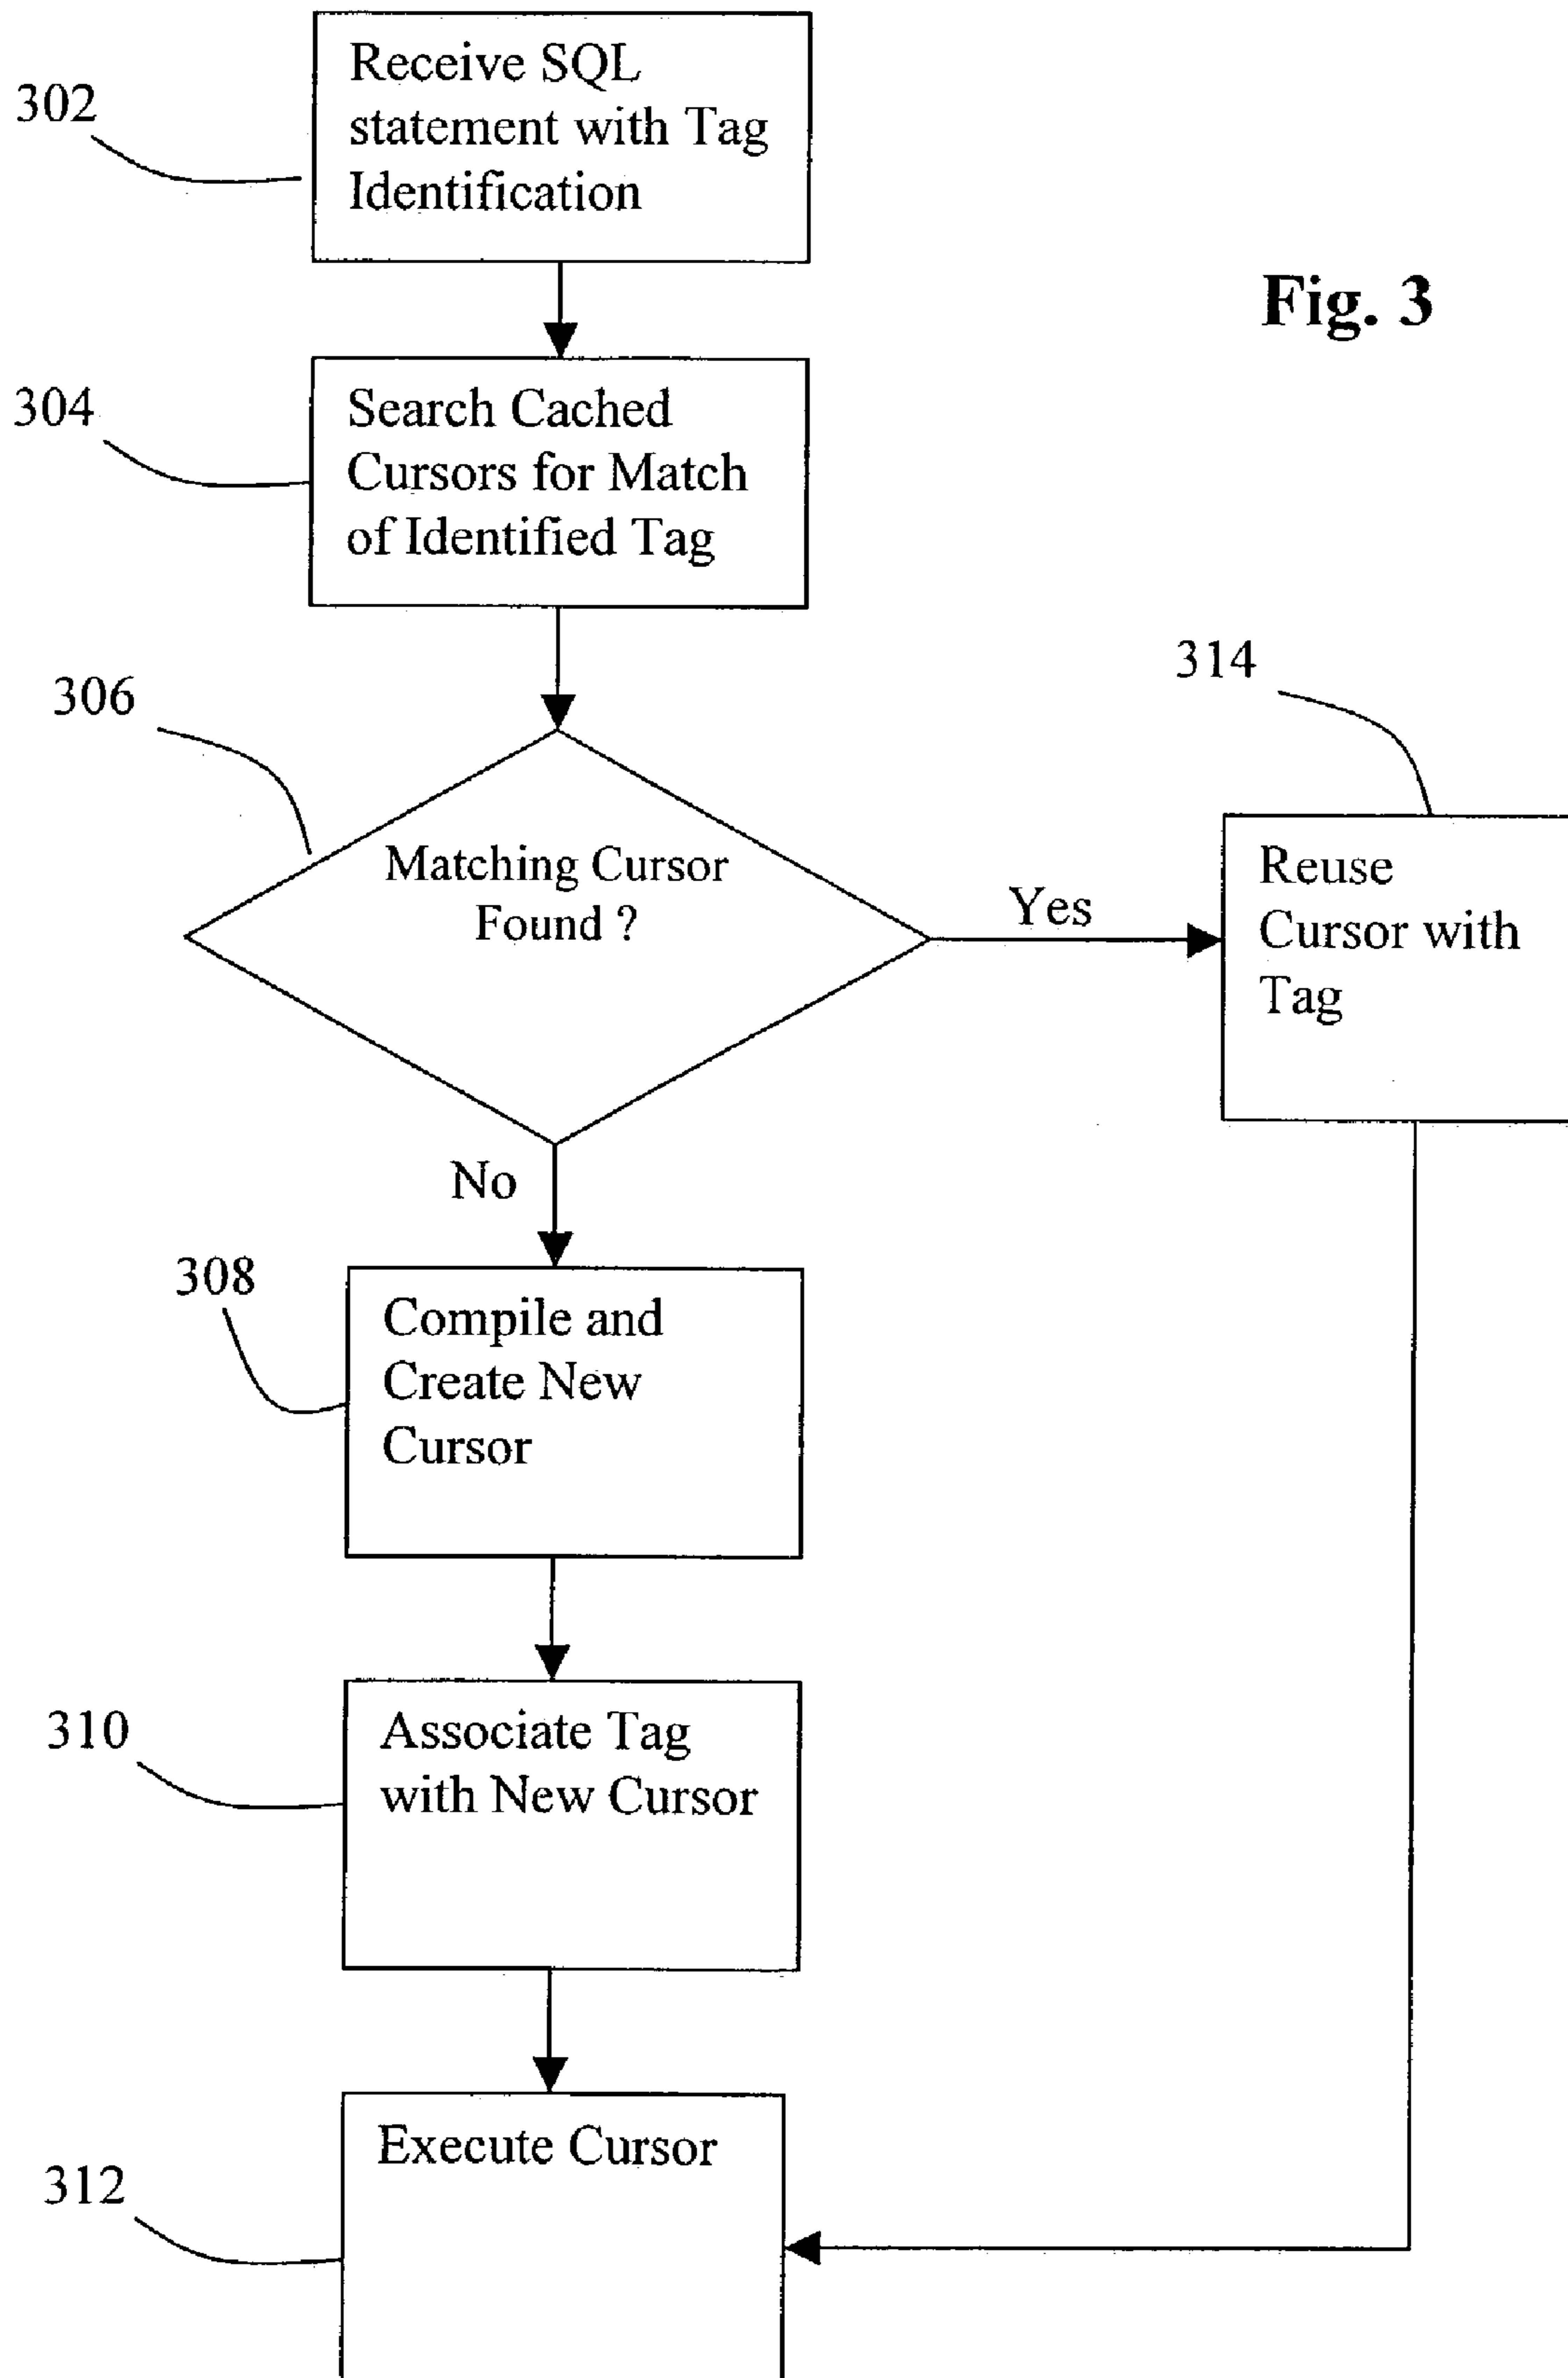 302
Receive SQL
statement with Tag
Identification
Fig. 3
304
Search Cached
Cursors for Match
of Identified Tag
306
Matching Cursor
Found ?
Yes
314
Reuse
Cursor with
Tag
No
308
Compile and
Create New
Cursor
310
Associate Tag
with New Cursor
312
Execute Cursor